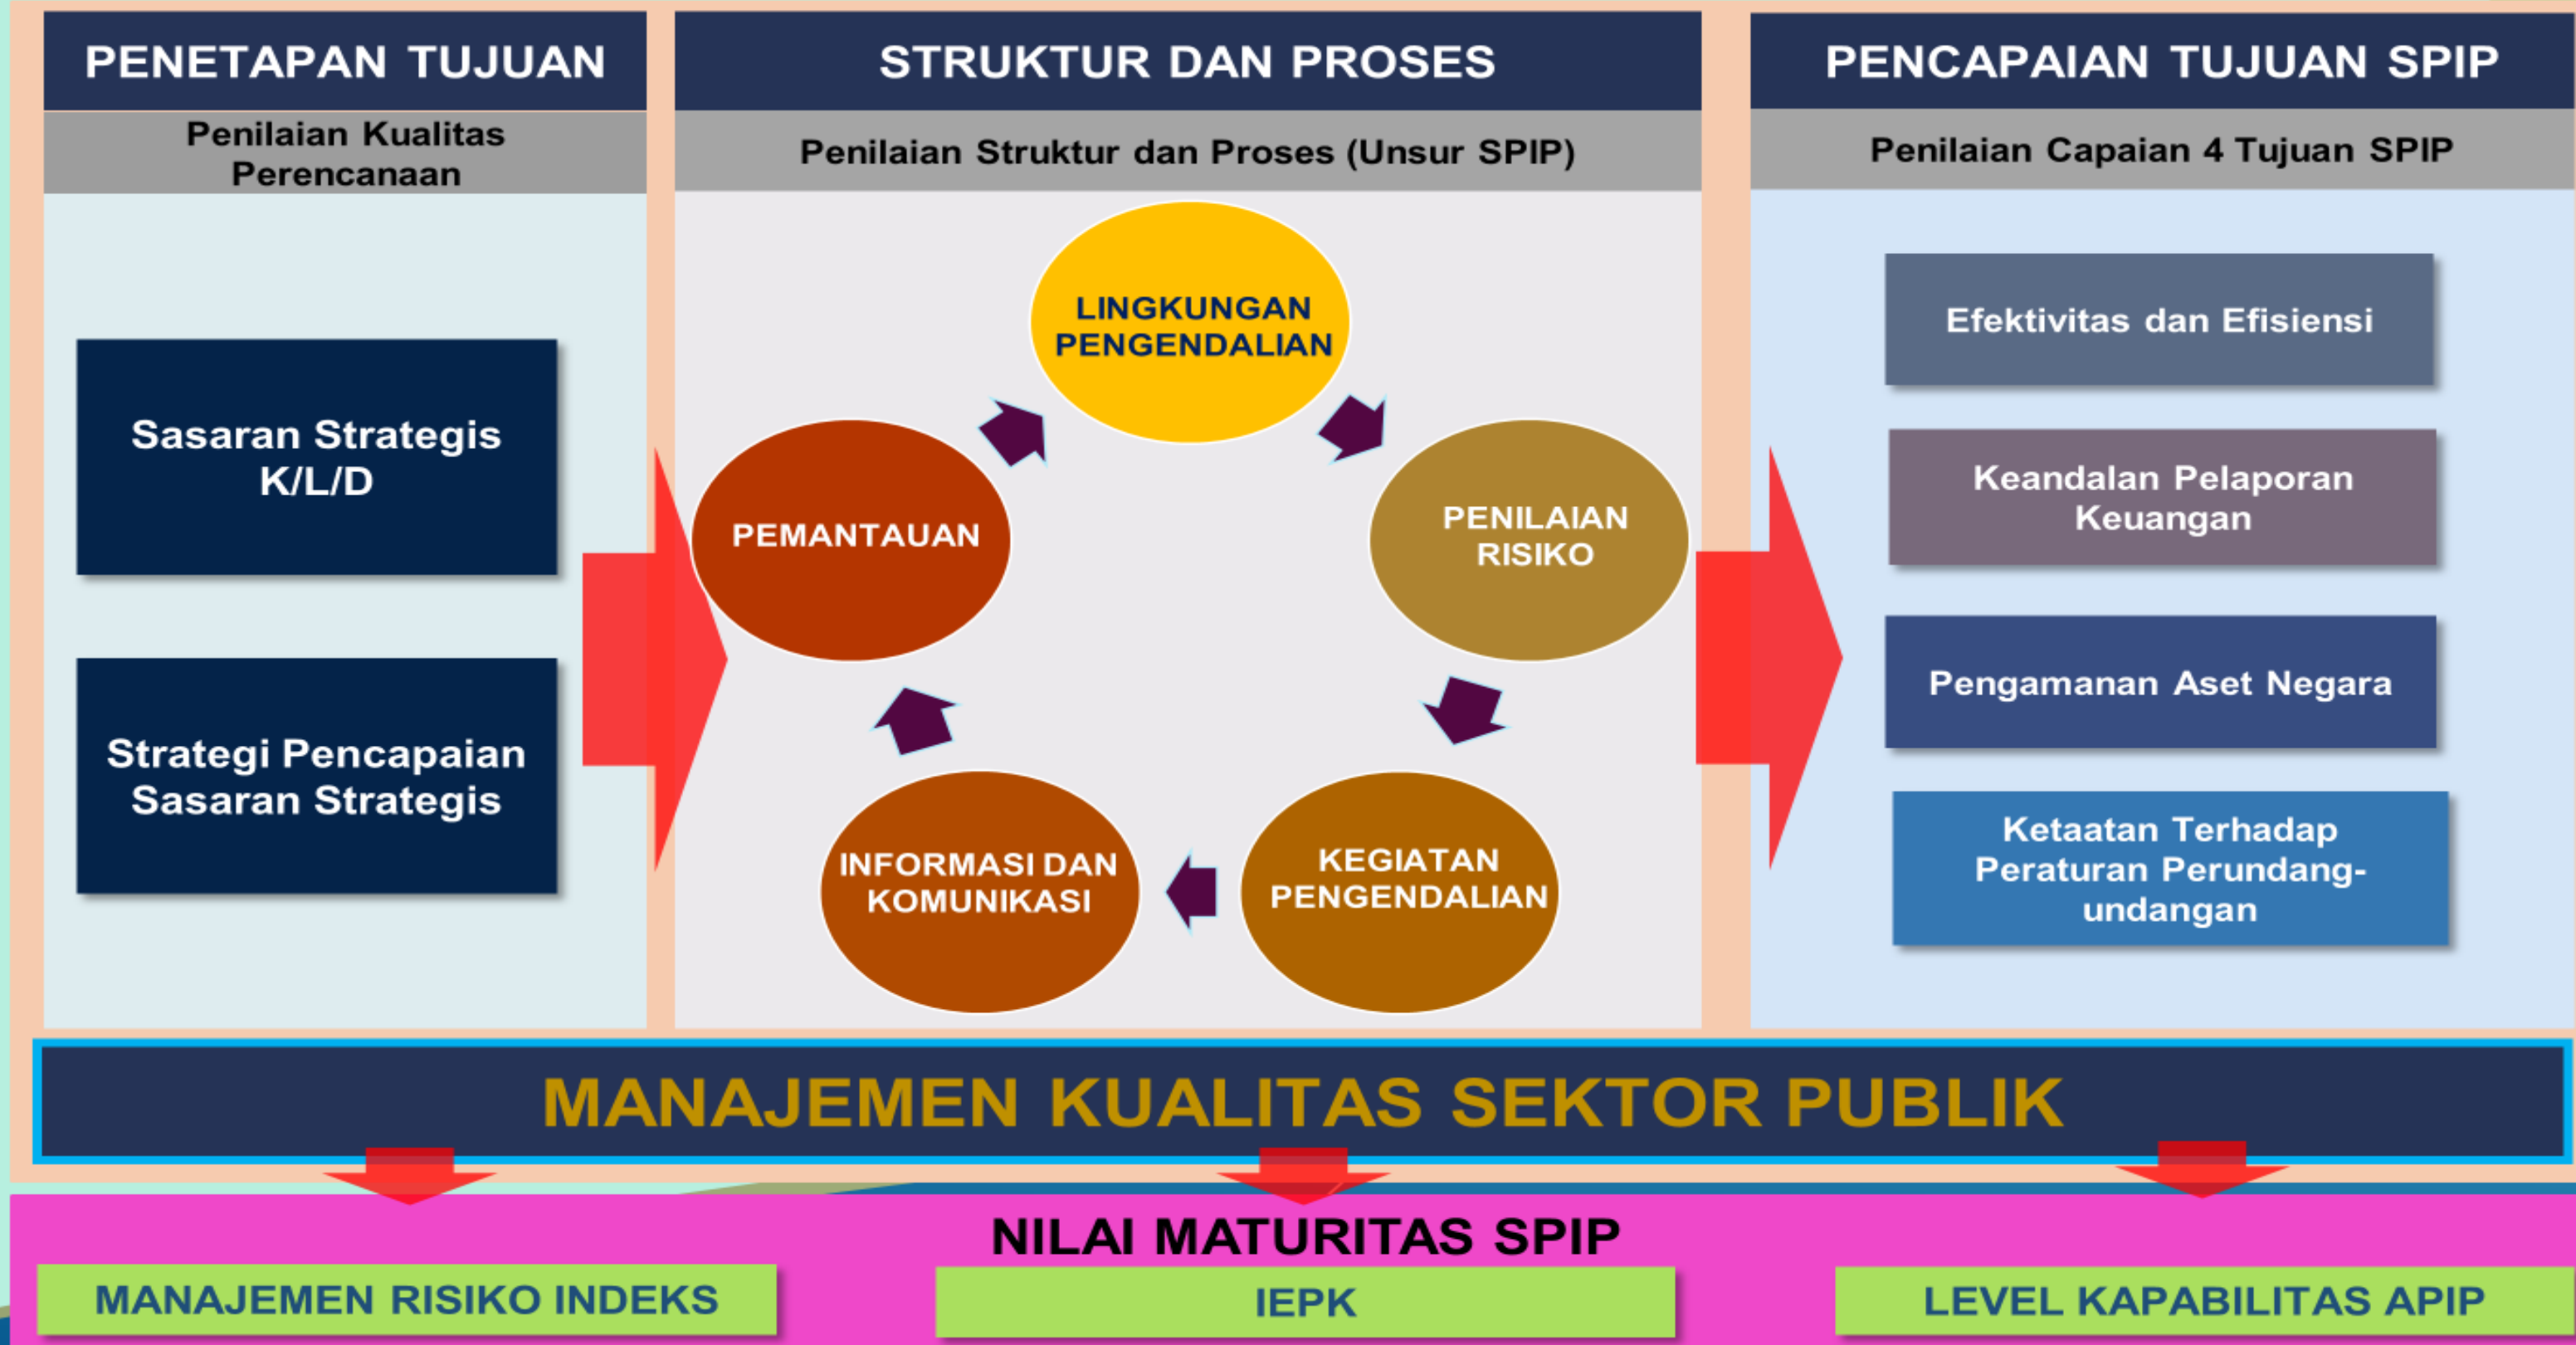 PENETAPAN TUJUAN
Penilaian Kualitas
Perencanaan
Sasaran Strategis
K/L/D
Strategi Pencapaian
Sasaran Strategis
STRUKTUR DAN PROSES
Penilaian Struktur dan Proses (Unsur SPIP)
LINGKUNGAN
PENGENDALIAN
PENILAIAN
RISIKO
KEGIATAN
PENGENDALIAN
INFORMASI DAN
KOMUNIKASI
PEMANTAUAN
PENCAPAIAN TUJUAN SPIP
Penilaian Capaian 4 Tujuan SPIP
Efektivitas dan Efisiensi
Keandalan Pelaporan
Keuangan
Pengamanan Aset Negara
Ketaatan Terhadap
Peraturan Perundang-
undangan
MANAJEMEN KUALITAS SEKTOR PUBLIK
NILAI MATURITAS SPIP
MANAJEMEN RISIKO INDEKS
IEPK
LEVEL KAPABILITAS APIP